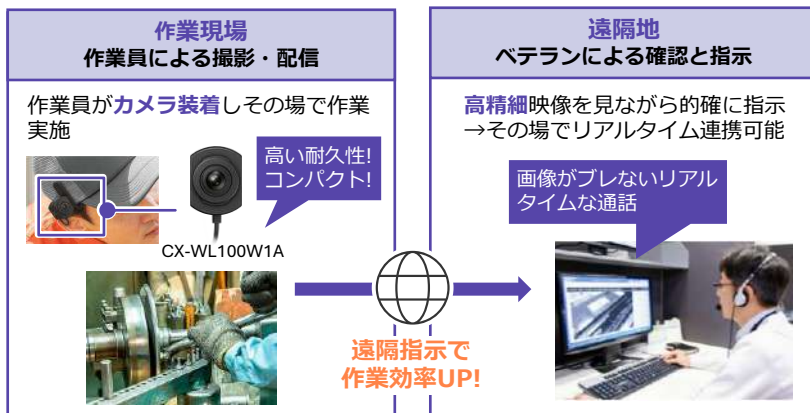 作業現場
作業員による撮影・配信
作業員がカメラ装着しその場で作業
実施
高い耐久性!
コンパクト!
CX-WL100W1A
遠隔地
ベテランによる確認と指示
高精細映像を見ながら的確に指示
→その場でリアルタイム連携可能
画像がブレないリアル
タイムな通話
遠隔指示で
作業効率UP!